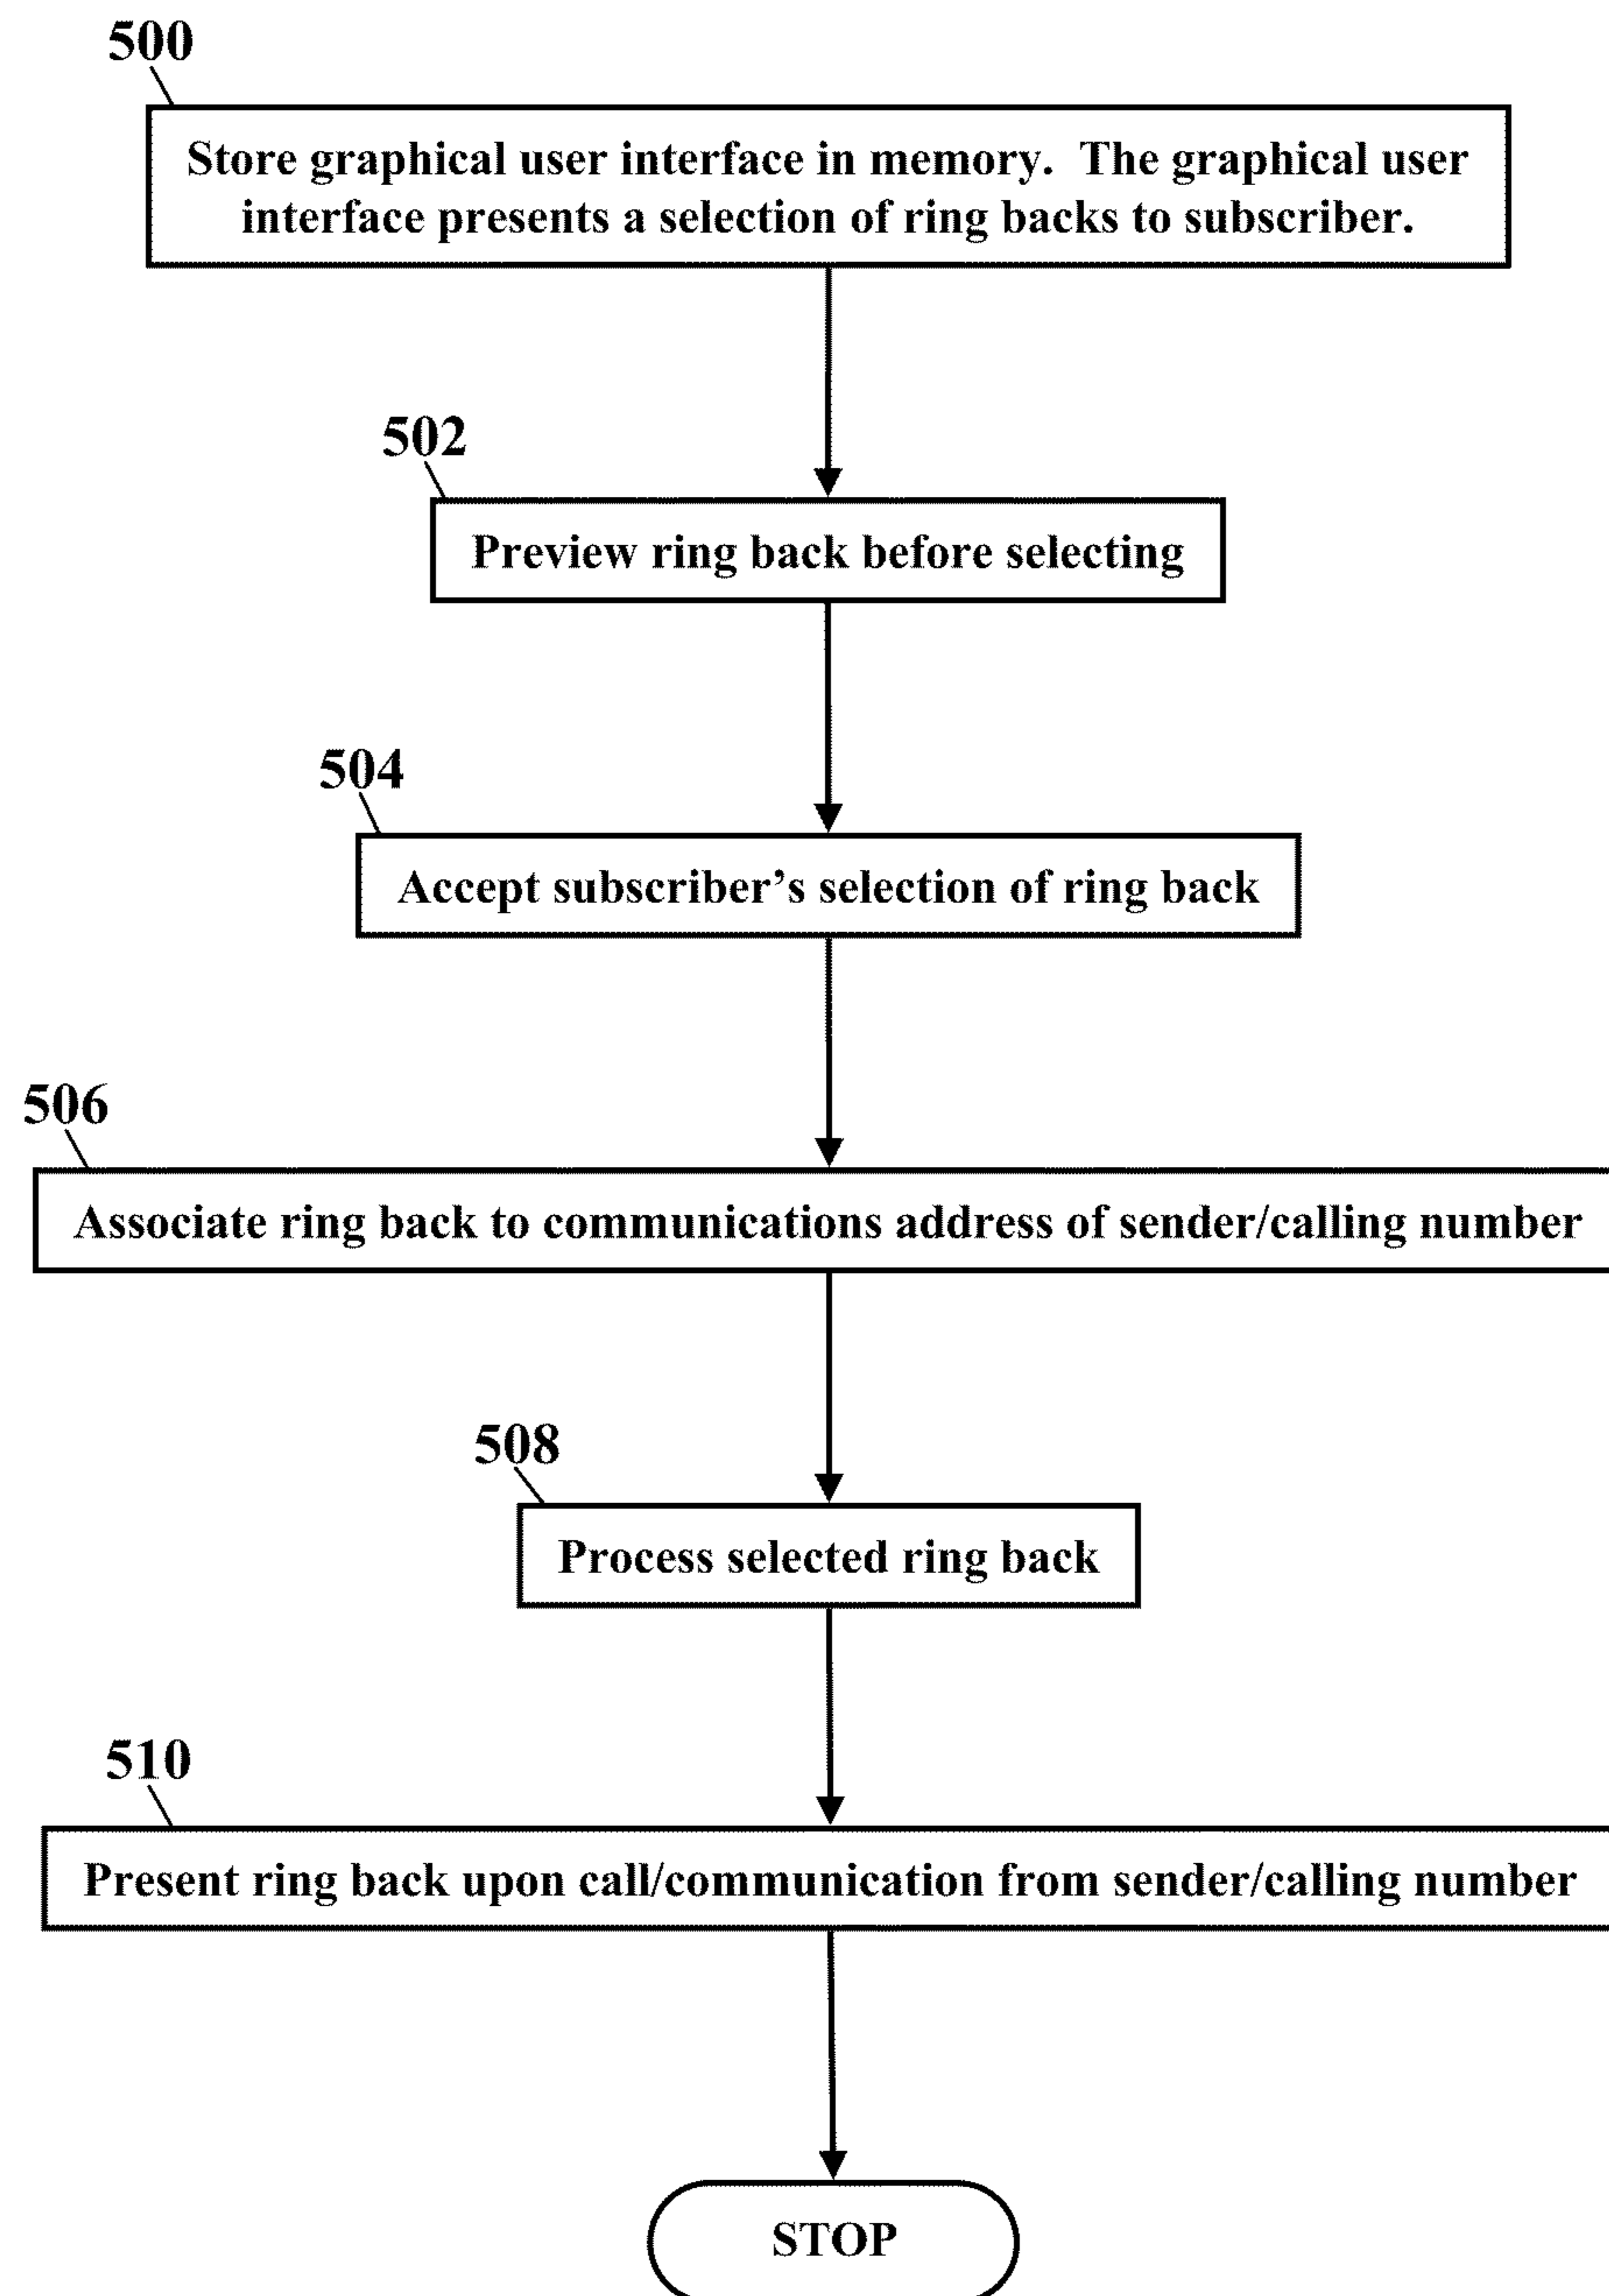 500
Store graphical user interface in memory.  The graphical user
interface presents a selection of ring backs to subscriber.
502
Preview ring back before selecting
504
Accept subscriber’s selection of ring back
506
Associate ring back to communications address of sender/calling number
508
Process selected ring back
510
Present ring back upon call/communication from sender/calling number
STOP